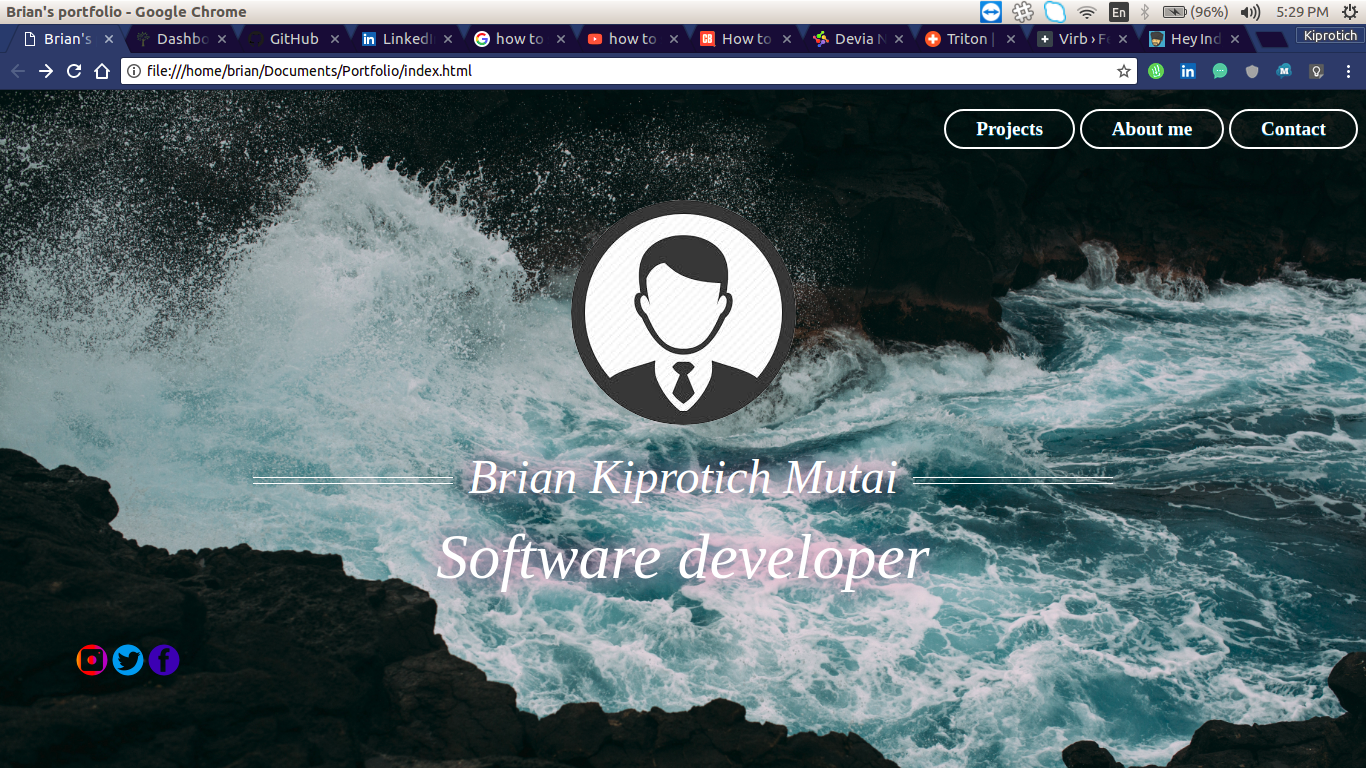 Brian's portfolio - Google Chrome
En (96%) 5:29 PM
Brian's Dashbo GitHub LinkedI how to how to How to Devia N Triton | Virb › Fe Hey Ind Kiprotich
file:///home/brian/Documents/Portfolio/index.html
Projects About me Contact
Brian Kiprotich Mutai
Software developer